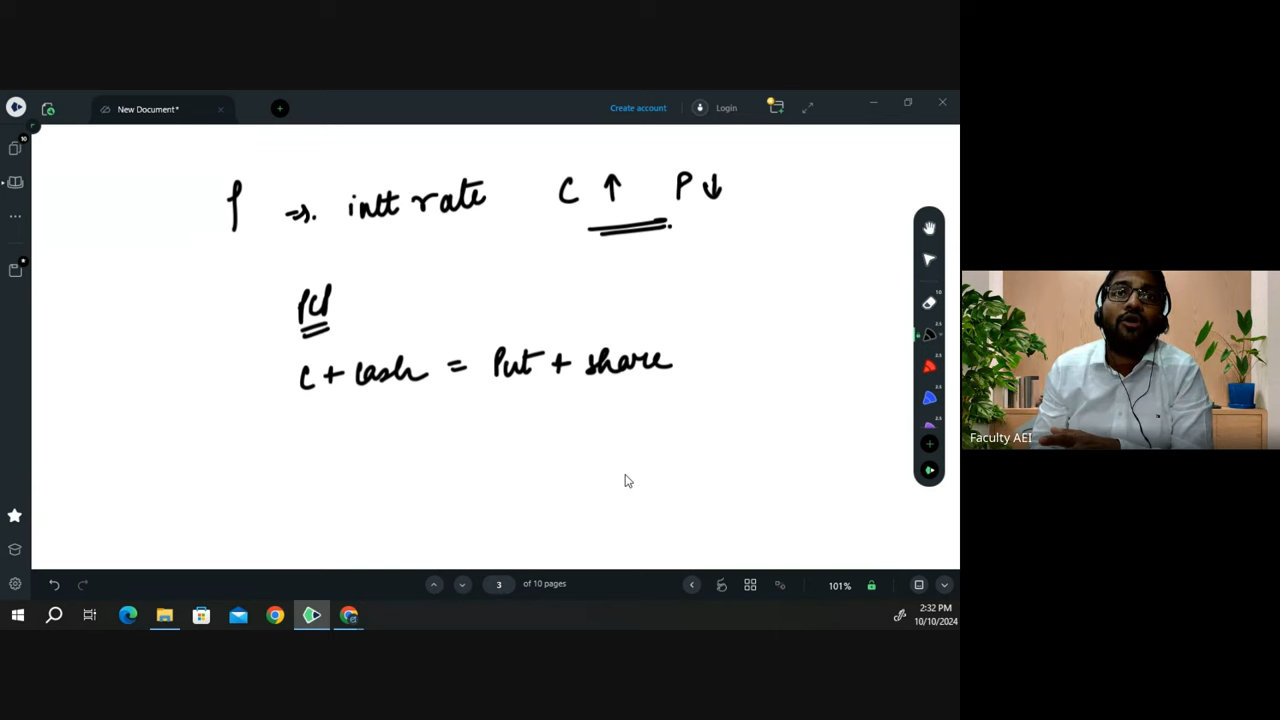 New Document*
Create account
Login
ρ ⇒ intt rate C ↑ P ↓
PCP
C + cash = Put + share
Faculty AEI
3 of 10 pages
101%
2:32 PM
10/10/2024